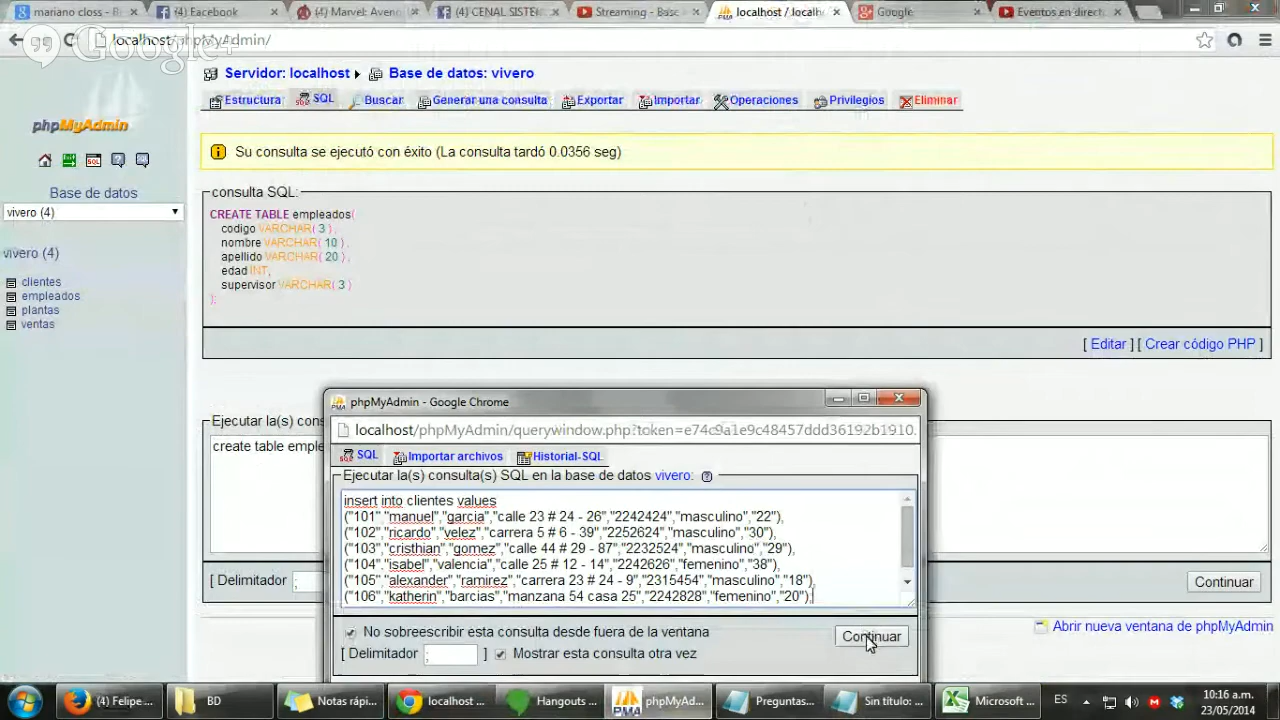 mariano closs - B
(4) Facebook
Marvel: Aven
(4) CENAL SISTE
Streaming - Básc
localhost / localh
Google
Eventos en direct
localhost/phpMyAdmin/
Google+
Servidor: localhost Base de datos: vivero
Estructura SQL Buscar Generar una consulta Exportar Importar Operaciones Privilegios Eliminar
phpMyAdmin
Su consulta se ejecutó con éxito (La consulta tardó 0.0356 seg)
Base de datos
vivero (4)
vivero (4)
clientes
empleados
plantas
ventas
consulta SQL:
CREATE TABLE empleados(
codigo VARCHAR( 3 ),
nombre VARCHAR( 10 ),
apellido VARCHAR( 20 ),
edad INT,
supervisor VARCHAR( 3 )
);
[ Editar ] [ Crear código PHP ]
Ejecutar la(s) cons
create table emple
[ Delimitador ;
Continuar
Abrir nueva ventana de phpMyAdmin
phpMyAdmin - Google Chrome
localhost/phpMyAdmin/querywindow.php?token=e74c9a1e9c48457ddd36192b1910.
SQL Importar archivos Historial-SQL
Ejecutar la(s) consulta(s) SQL en la base de datos vivero:
insert into clientes values
("101","manuel","garcia","calle 23 # 24 - 26","2242424","masculino","22"),
("102","ricardo","velez","carrera 5 # 6 - 39","2252624","masculino","30"),
("103","cristhian","gomez","calle 44 # 29 - 87","2232524","masculino","29"),
("104","isabel","valencia","calle 25 # 12 - 14","2242626","femenino","38"),
("105","alexander","ramirez","carrera 23 # 24 - 9","2315454","masculino","18"),
("106","katherin","barcias","manzana 54 casa 25","2242828","femenino","20");
No sobreescribir esta consulta desde fuera de la ventana
Continuar
[ Delimitador ; ] Mostrar esta consulta otra vez
Felipe ...
BD
Notas rápi...
localhost ...
Hangouts ...
phpMyAd...
Preguntas...
Sin título: ...
Microsoft ...
ES
10:16 a.m.
23/05/2014